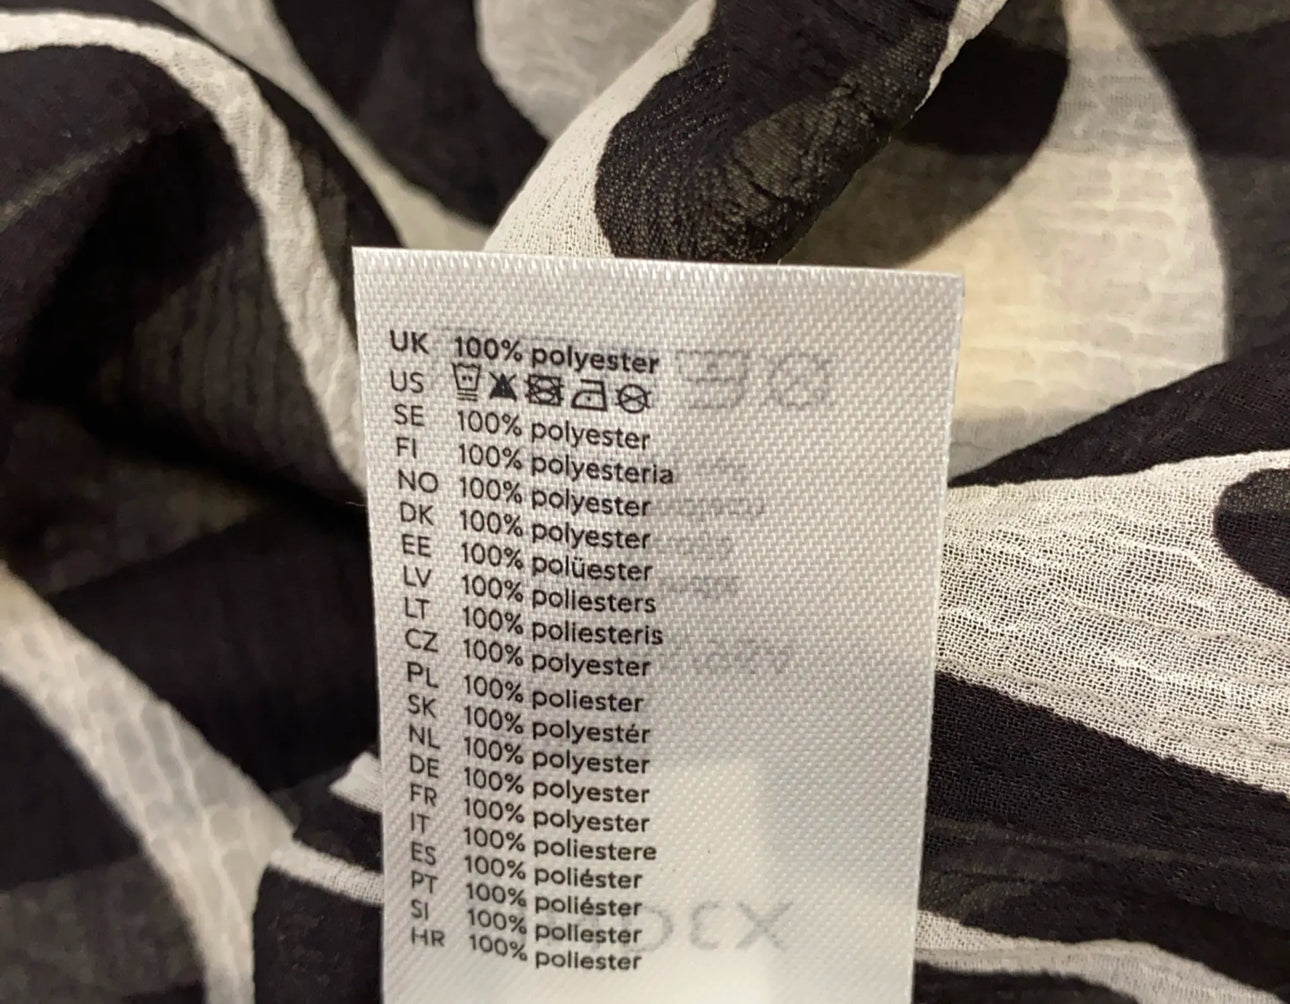 UK 100% polyester
US
SE 100% polyester
FI 100% polyesteria
NO 100% polyester
DK 100% polyester
EE 100% polüester
LV 100% poliesters
LT 100% poliesteris
CZ 100% polyester
PL 100% poliester
SK 100% polyestér
NL 100% polyester
DE 100% polyester
FR 100% polyester
IT 100% poliestere
ES 100% poliéster
PT 100% poliéster
SI 100% poliester
HR 100% poliester